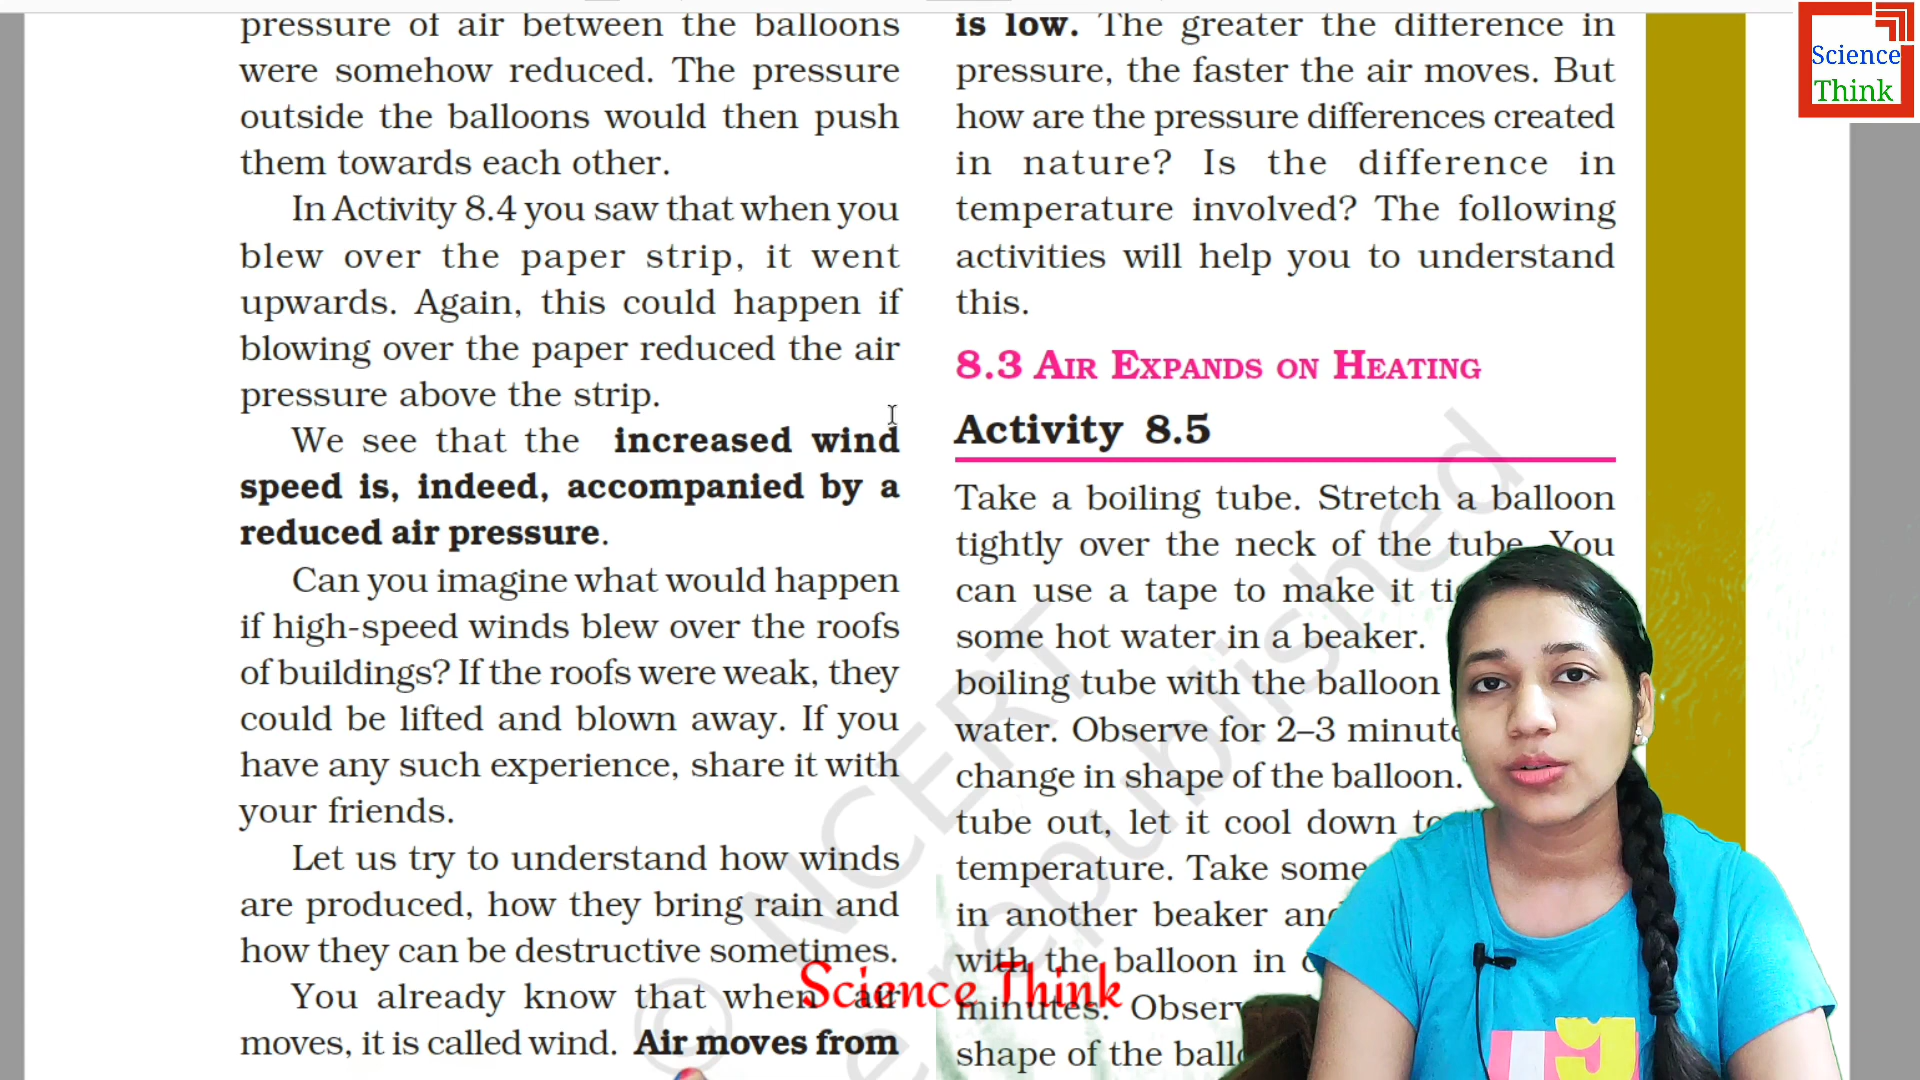 pressure of air between the balloons
were somehow reduced. The pressure
outside the balloons would then push
them towards each other.
In Activity 8.4 you saw that when you
blew over the paper strip, it went
upwards. Again, this could happen if
blowing over the paper reduced the air
pressure above the strip.
We see that the increased wind
speed is, indeed, accompanied by a
reduced air pressure.
Can you imagine what would happen
if high-speed winds blew over the roofs
of buildings? If the roofs were weak, they
could be lifted and blown away. If you
have any such experience, share it with
your friends.
Let us try to understand how winds
are produced, how they bring rain and
how they can be destructive sometimes.
You already know that when air
moves, it is called wind. Air moves from
is low. The greater the difference in
pressure, the faster the air moves. But
how are the pressure differences created
in nature? Is the difference in
temperature involved? The following
activities will help you to understand
this.
8.3 AIR EXPANDS ON HEATING
Activity 8.5
Take a boiling tube. Stretch a balloon
tightly over the neck of the tube. You
can use a tape to make it
some hot water in a beaker.
boiling tube with the balloon
water. Observe for 2–3
change in shape of the balloon.
tube out, let it cool down
temperature. Take some
in another beaker
with the balloon in
minutes.
shape of the
Science
Think
Science Think
© NCERT
republished